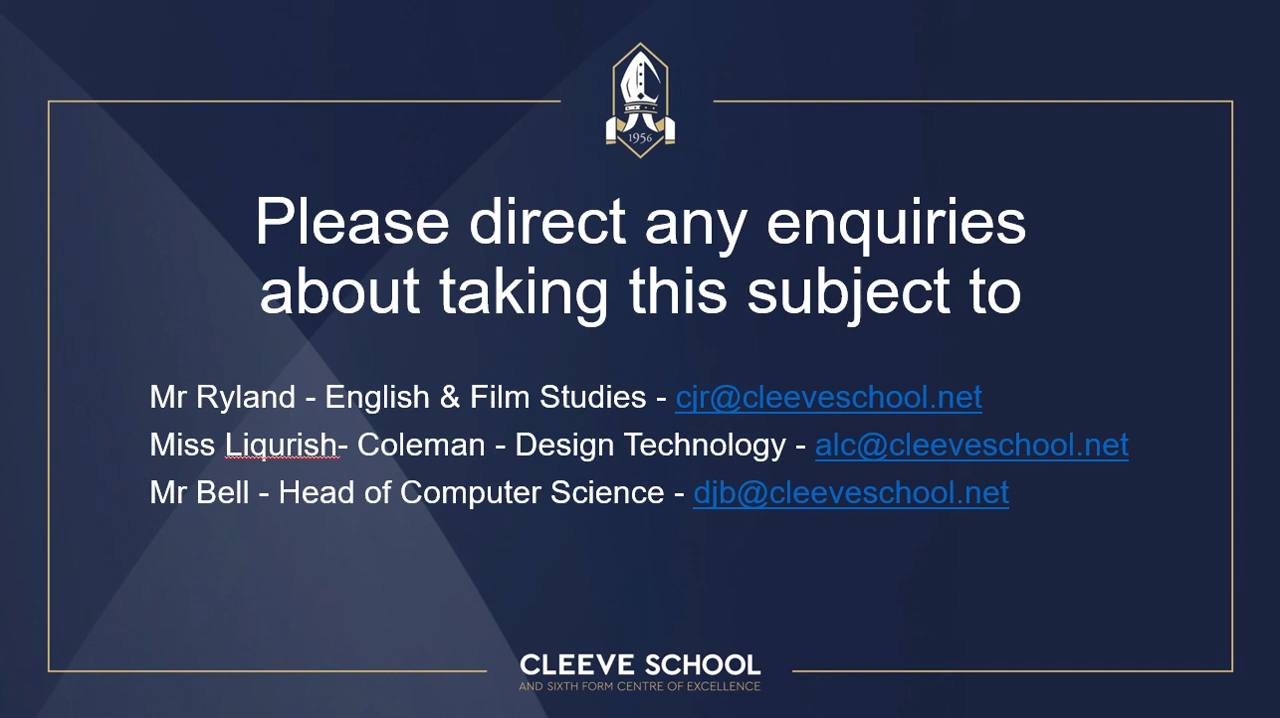 1956
Please direct any enquiries
about taking this subject to
Mr Ryland - English & Film Studies - cjr@cleeveschool.net
Miss Liqurish- Coleman - Design Technology - alc@cleeveschool.net
Mr Bell - Head of Computer Science - djb@cleeveschool.net
CLEEVE SCHOOL
AND SIXTH FORM CENTRE OF EXCELLENCE